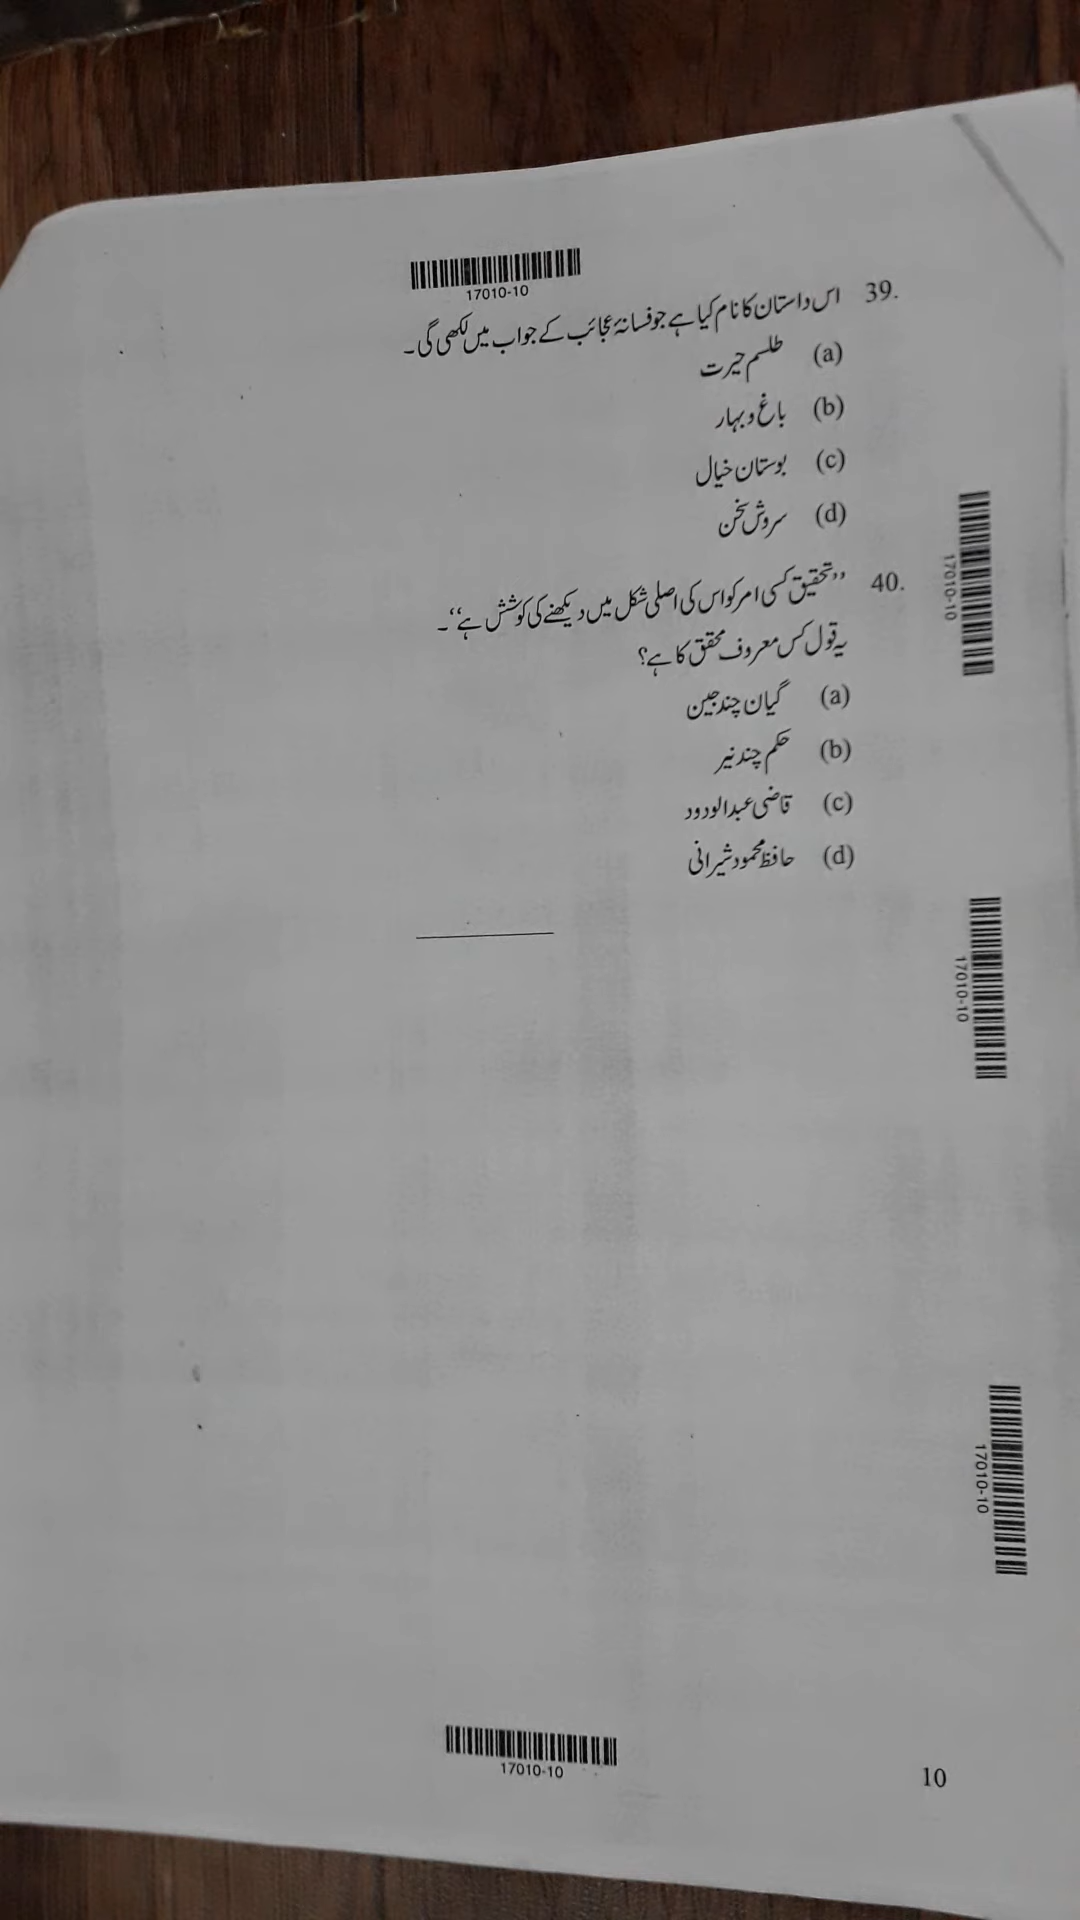 17010-10
39. اس داستان کا نام کیا ہے جو فسانۂ عجائب کے جواب میں لکھی گی۔
(a) طلسم حیرت
(b) باغ و بہار
(c) بوستان خیال
(d) سروش سخن
40. ’’تحقیق کسی امر کو اس کی اصلی شکل میں دیکھنے کی کوشش ہے‘‘۔
یہ قول کس معروف محقق کا ہے؟
(a) گیان چند جین
(b) حکم چند نیر
(c) قاضی عبدالودود
(d) حافظ محمود شیرانی
17010-10
17010-10
17010-10
17010-10
10